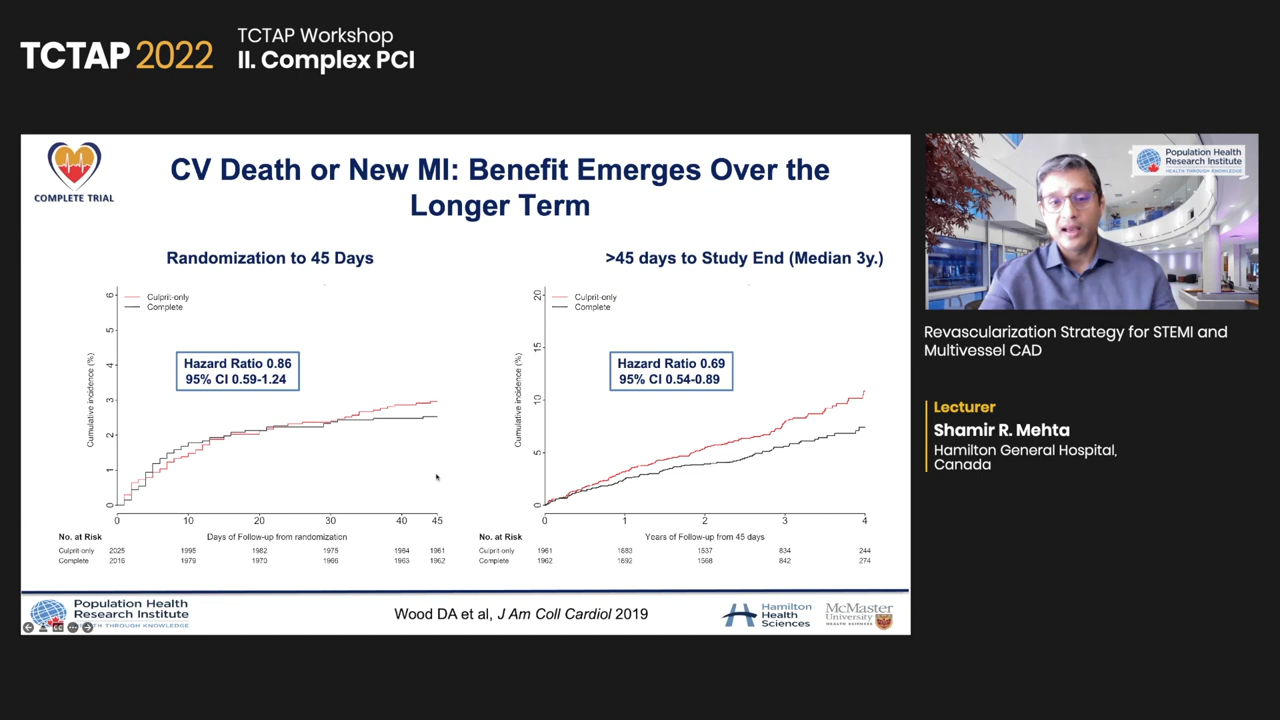 TCTAP 2022
TCTAP Workshop
II. Complex PCI
COMPLETE TRIAL
CV Death or New MI: Benefit Emerges Over the
Longer Term
Randomization to 45 Days
6
5
4
3
2
1
0
Cumulative incidence (%)
Culprit-only
Complete
Hazard Ratio 0.86
95% CI 0.59-1.24
0 10 20 30 40 45
No. at Risk
Days of Follow-up from randomization
Culprit-only 2025 1995 1982 1975 1964 1961
Complete 2016 1979 1970 1966 1963 1962
>45 days to Study End (Median 3y.)
20
15
10
5
0
Cumulative incidence (%)
Culprit-only
Complete
Hazard Ratio 0.69
95% CI 0.54-0.89
0 1 2 3 4
No. at Risk
Years of Follow-up from 45 days
Culprit-only 1961 1683 1537 834 244
Complete 1962 1692 1568 842 274
Population Health
Research Institute
HEALTH THROUGH KNOWLEDGE
Wood DA et al, J Am Coll Cardiol 2019
Hamilton
Health
Sciences
McMaster
University
HEALTH SCIENCES
Population Health
Research Institute
HEALTH THROUGH KNOWLEDGE
Revascularization Strategy for STEMI and
Multivessel CAD
Lecturer
Shamir R. Mehta
Hamilton General Hospital,
Canada